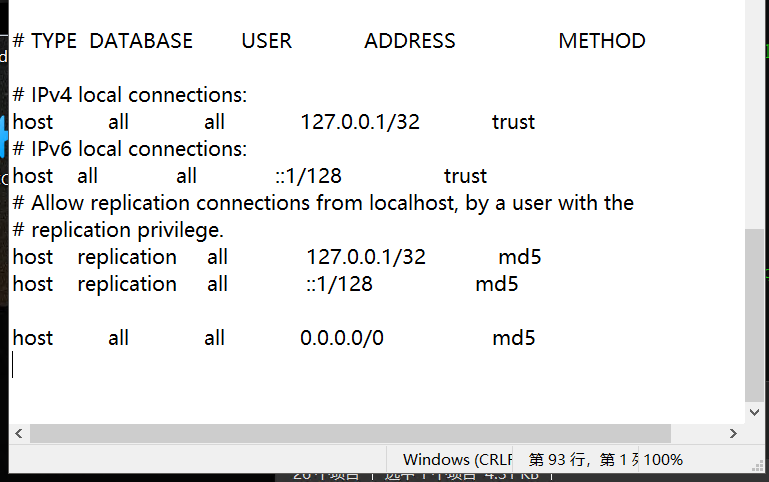 # TYPE  DATABASE        USER            ADDRESS                 METHOD
# IPv4 local connections:
host         all             all             127.0.0.1/32            trust
# IPv6 local connections:
host    all             all             ::1/128                 trust
# Allow replication connections from localhost, by a user with the
# replication privilege.
host    replication     all             127.0.0.1/32            md5
host    replication     all             ::1/128                 md5
host         all             all             0.0.0.0/0                  md5
Windows (CRLF 第 93 行，第 1 列 100%